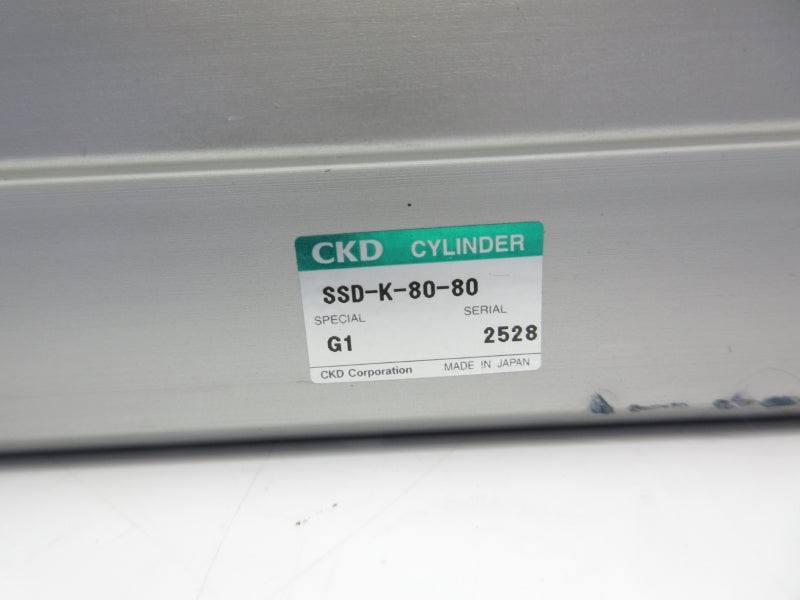 CKD CYLINDER
SSD-K-80-80
SPECIAL SERIAL
G1 2528
CKD Corporation MADE IN JAPAN